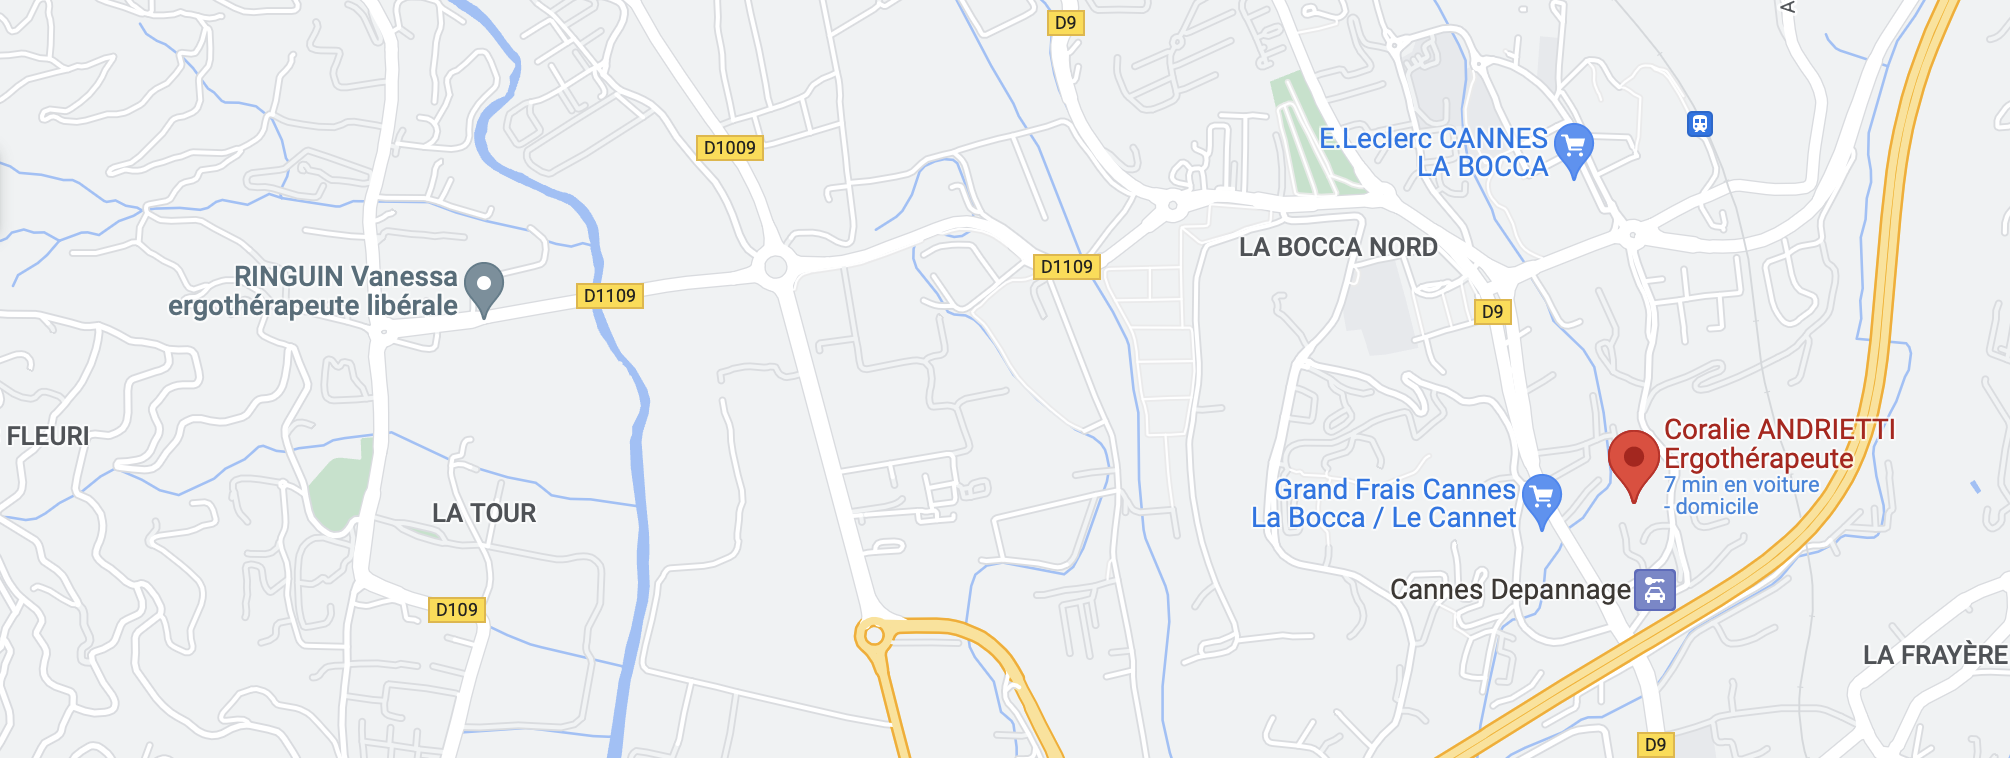 D9
A
D1009
E.Leclerc CANNES
LA BOCCA
LA BOCCA NORD
RINGUIN Vanessa
ergothérapeute libérale
D1109
D1109
D9
FLEURI
Coralie ANDRIETTI
Ergothérapeute
7 min en voiture
- domicile
Grand Frais Cannes
La Bocca / Le Cannet
LA TOUR
Cannes Depannage
D109
LA FRAYÈRE
D9